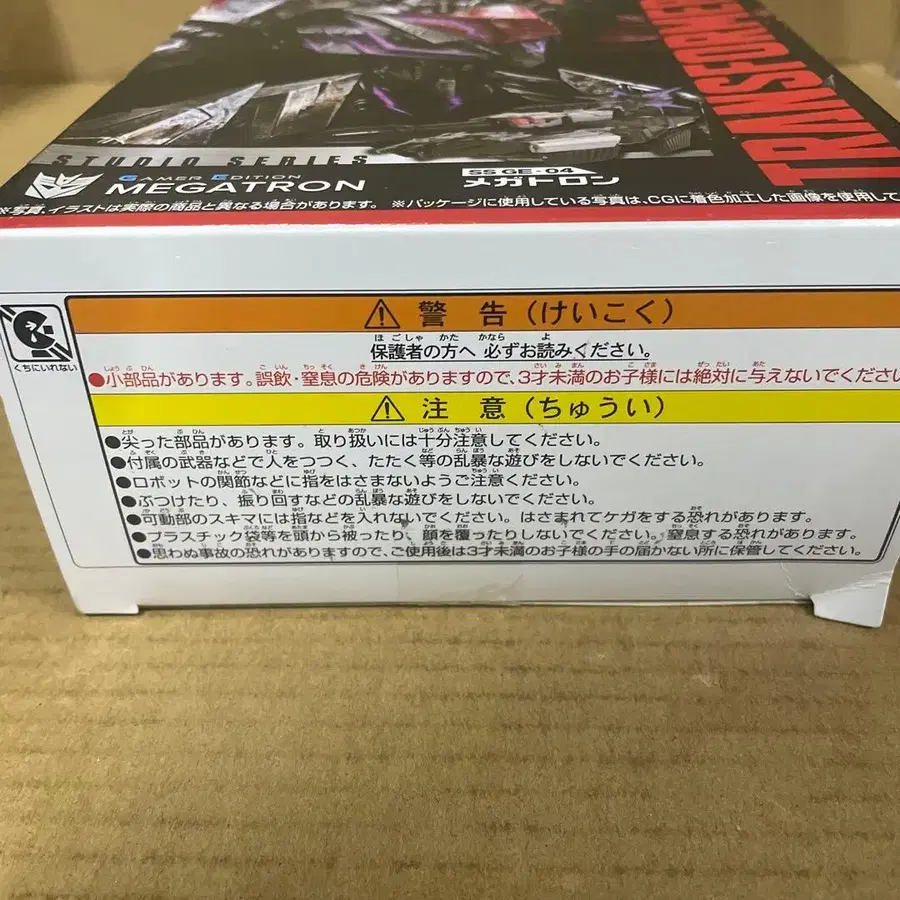 TRANSFORMER
STUDIO SERIES
GAMER EDITION
MEGATRON
SS GE-04
メガトロン
※写真、イラストは実際の商品と異なる場合があります。 ※パッケージに使用している写真は、CGに着色加工した画像を使用して
くちにいれない
警告(けいこく)
保護者の方へ 必ずお読みください。
●小部品があります。誤飲・窒息の危険がありますので、3才未満のお子様には絶対に与えないでください
注意(ちゅうい)
●尖った部品があります。取り扱いには十分注意してください。
●付属の武器などで人をつつく、たたく等の乱暴な遊びをしないでください。
●ロボットの関節などに指をはさまないようご注意ください。
●ぶつけたり、振り回すなどの乱暴な遊びをしないでください。
●可動部のスキマには指などを入れないでください。はさまれてケガをする恐れがあります。
●プラスチック袋等を頭から被ったり、顔を覆ったりしないでください。窒息する恐れがあります。
●思わぬ事故の恐れがありますので、ご使用後は3才未満のお子様の手の届かない所に保管してください。